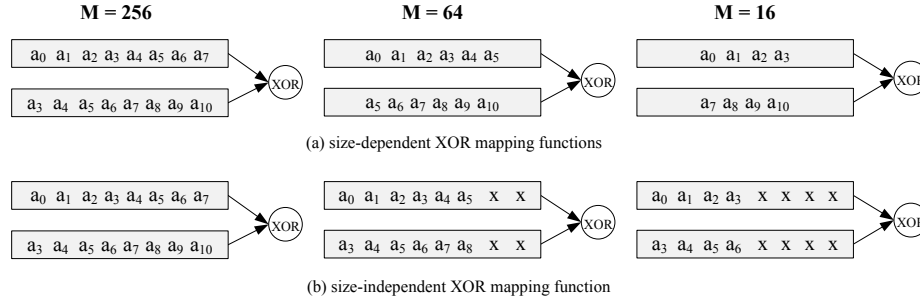 M = 256 M = 64 M = 16
a0 a1 a2 a3 a4 a5 a6 a7 a0 a1 a2 a3 a4 a5 a0 a1 a2 a3
XOR XOR XOR
a3 a4 a5 a6 a7 a8 a9 a10 a5 a6 a7 a8 a9 a10 a7 a8 a9 a10
(a) size-dependent XOR mapping functions
a0 a1 a2 a3 a4 a5 a6 a7 a0 a1 a2 a3 a4 a5 x x a0 a1 a2 a3 x x x x
XOR XOR XOR
a3 a4 a5 a6 a7 a8 a9 a10 a3 a4 a5 a6 a7 a8 x x a3 a4 a5 a6 x x x x
(b) size-independent XOR mapping function